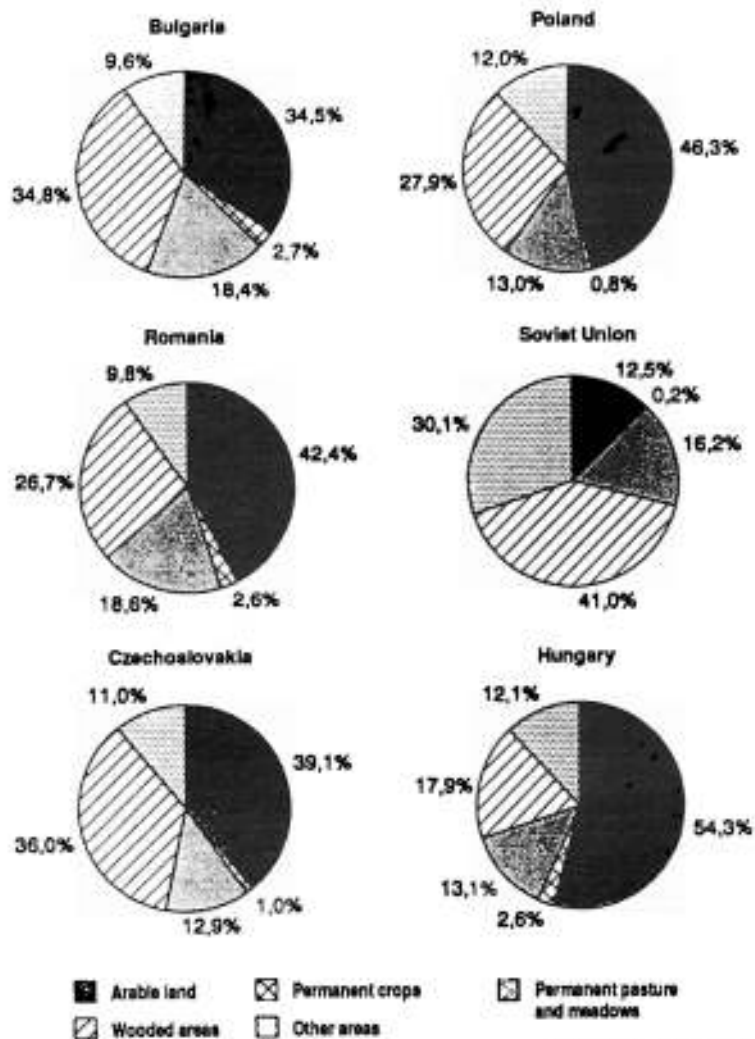 Bulgaria
Poland
9,6%
34,5%
34,8%
2,7%
18,4%
12,0%
46,3%
27,9%
13,0%
0,8%
Romania
Soviet Union
9,8%
42,4%
26,7%
18,6%
2,6%
12,5%
0,2%
30,1%
16,2%
41,0%
Czechoslovakia
Hungary
11,0%
39,1%
36,0%
1,0%
12,9%
12,1%
17,9%
54,3%
13,1%
2,6%
Arable land
Permanent crops
Permanent pasture
and meadows
Wooded areas
Other areas